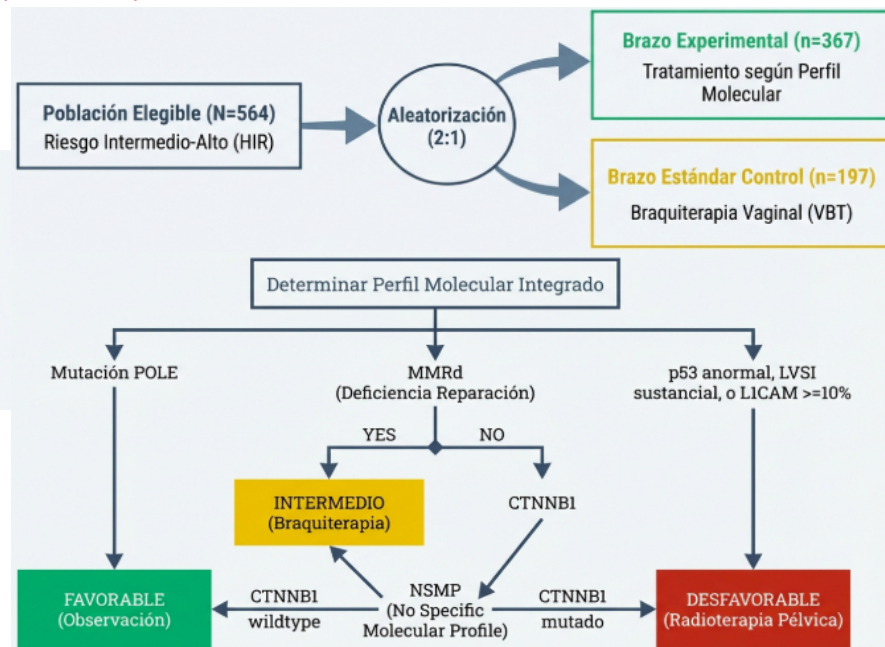 Población Elegible (N=564)
Riesgo Intermedio-Alto (HIR)
Aleatorización
(2:1)
Brazo Experimental (n=367)
Tratamiento según Perfil
Molecular
Brazo Estándar Control (n=197)
Braquiterapia Vaginal (VBT)
Determinar Perfil Molecular Integrado
Mutación POLE
MMRd
(Deficiencia Reparación)
p53 anormal, LVSI
sustancial, o L1CAM >=10%
YES
NO
INTERMEDIO
(Braquiterapia)
CTNNB1
FAVORABLE
(Observación)
CTNNB1
wildtype
NSMP
(No Specific
Molecular Profile)
CTNNB1
mutado
DESFAVORABLE
(Radioterapia Pélvica)